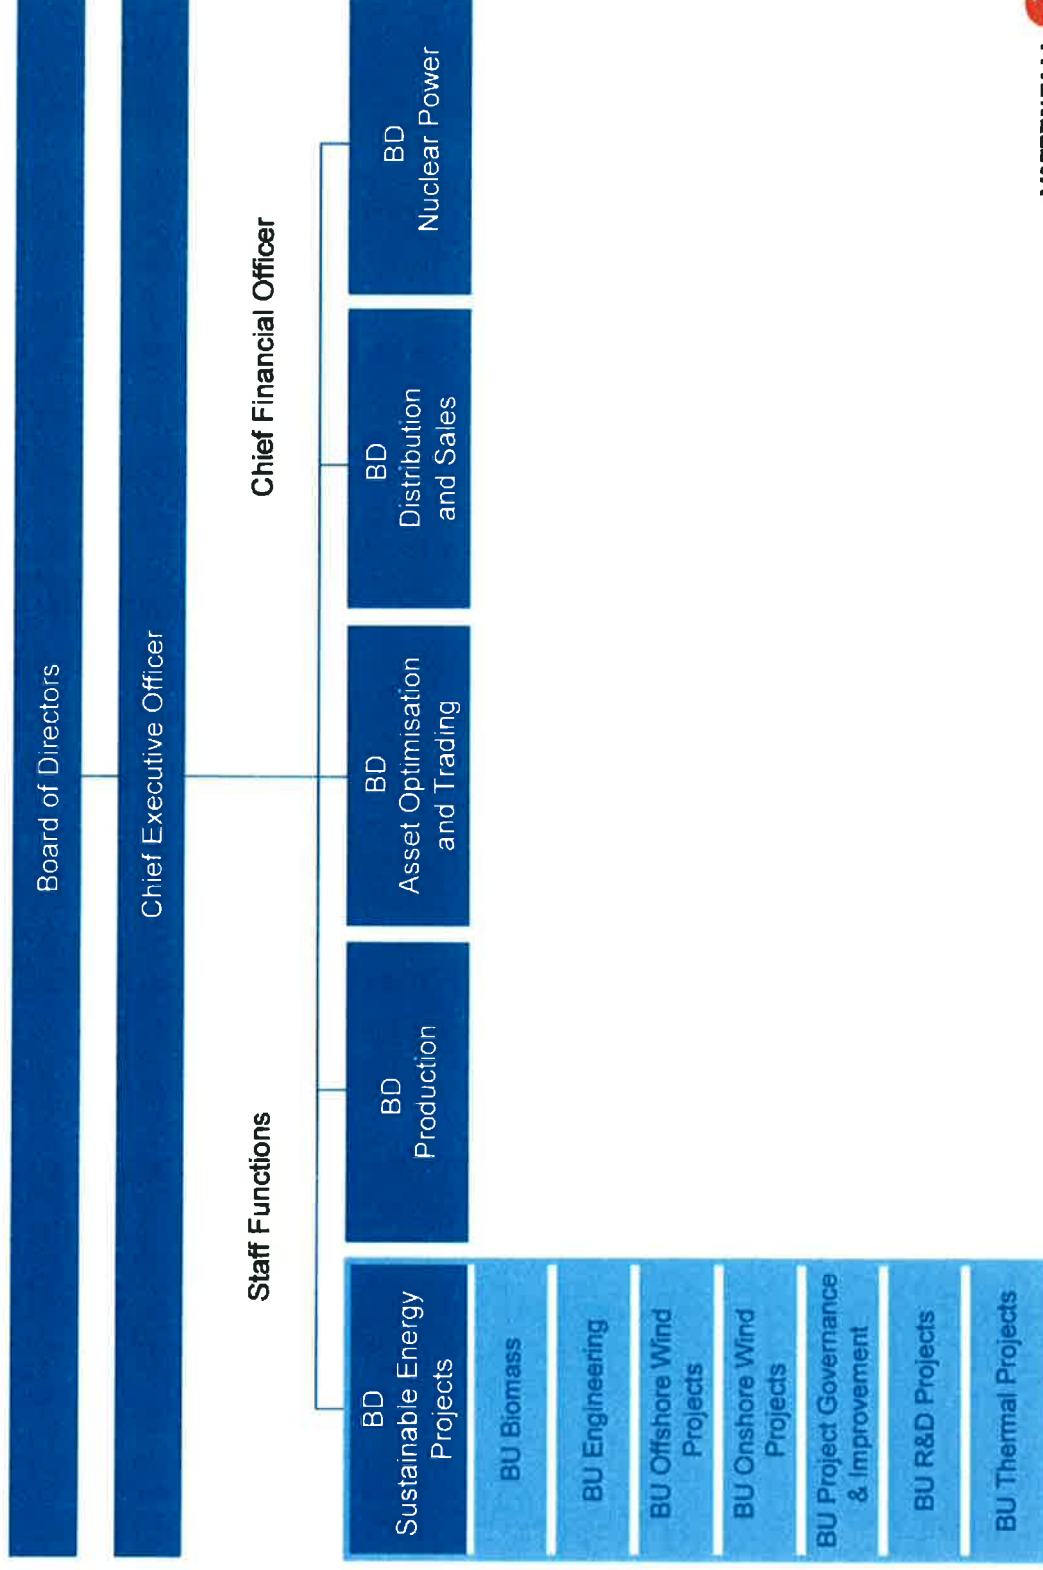 Board of Directors
Chief Executive Officer
Staff Functions
Chief Financial Officer
BD
Sustainable Energy
Projects
BD
Production
BD
Asset Optimisation
and Trading
BD
Distribution
and Sales
BD
Nuclear Power
BU Biomass
BU Engineering
BU Offshore Wind
Projects
BU Onshore Wind
Projects
BU Project Governance
& Improvement
BU R&D Projects
BU Thermal Projects